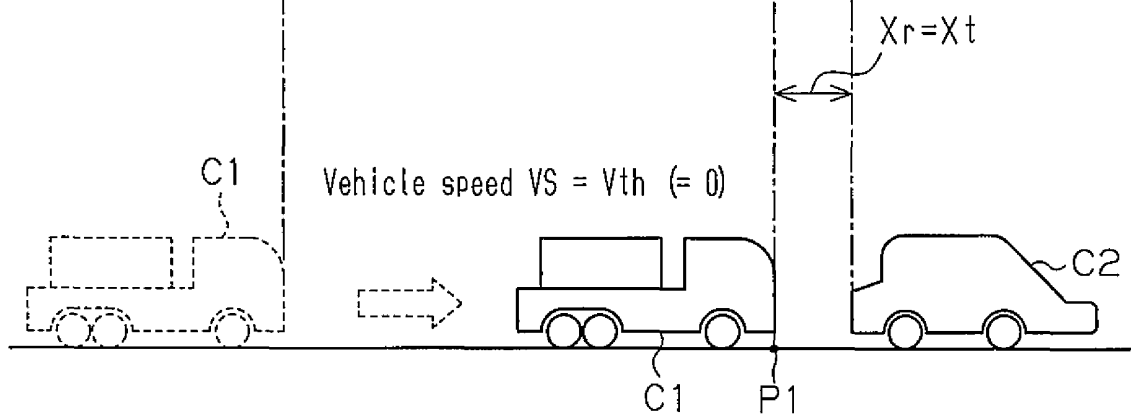 Xr=Xt
C1
Vehicle speed VS = Vth (= 0)
C2
C1
P1